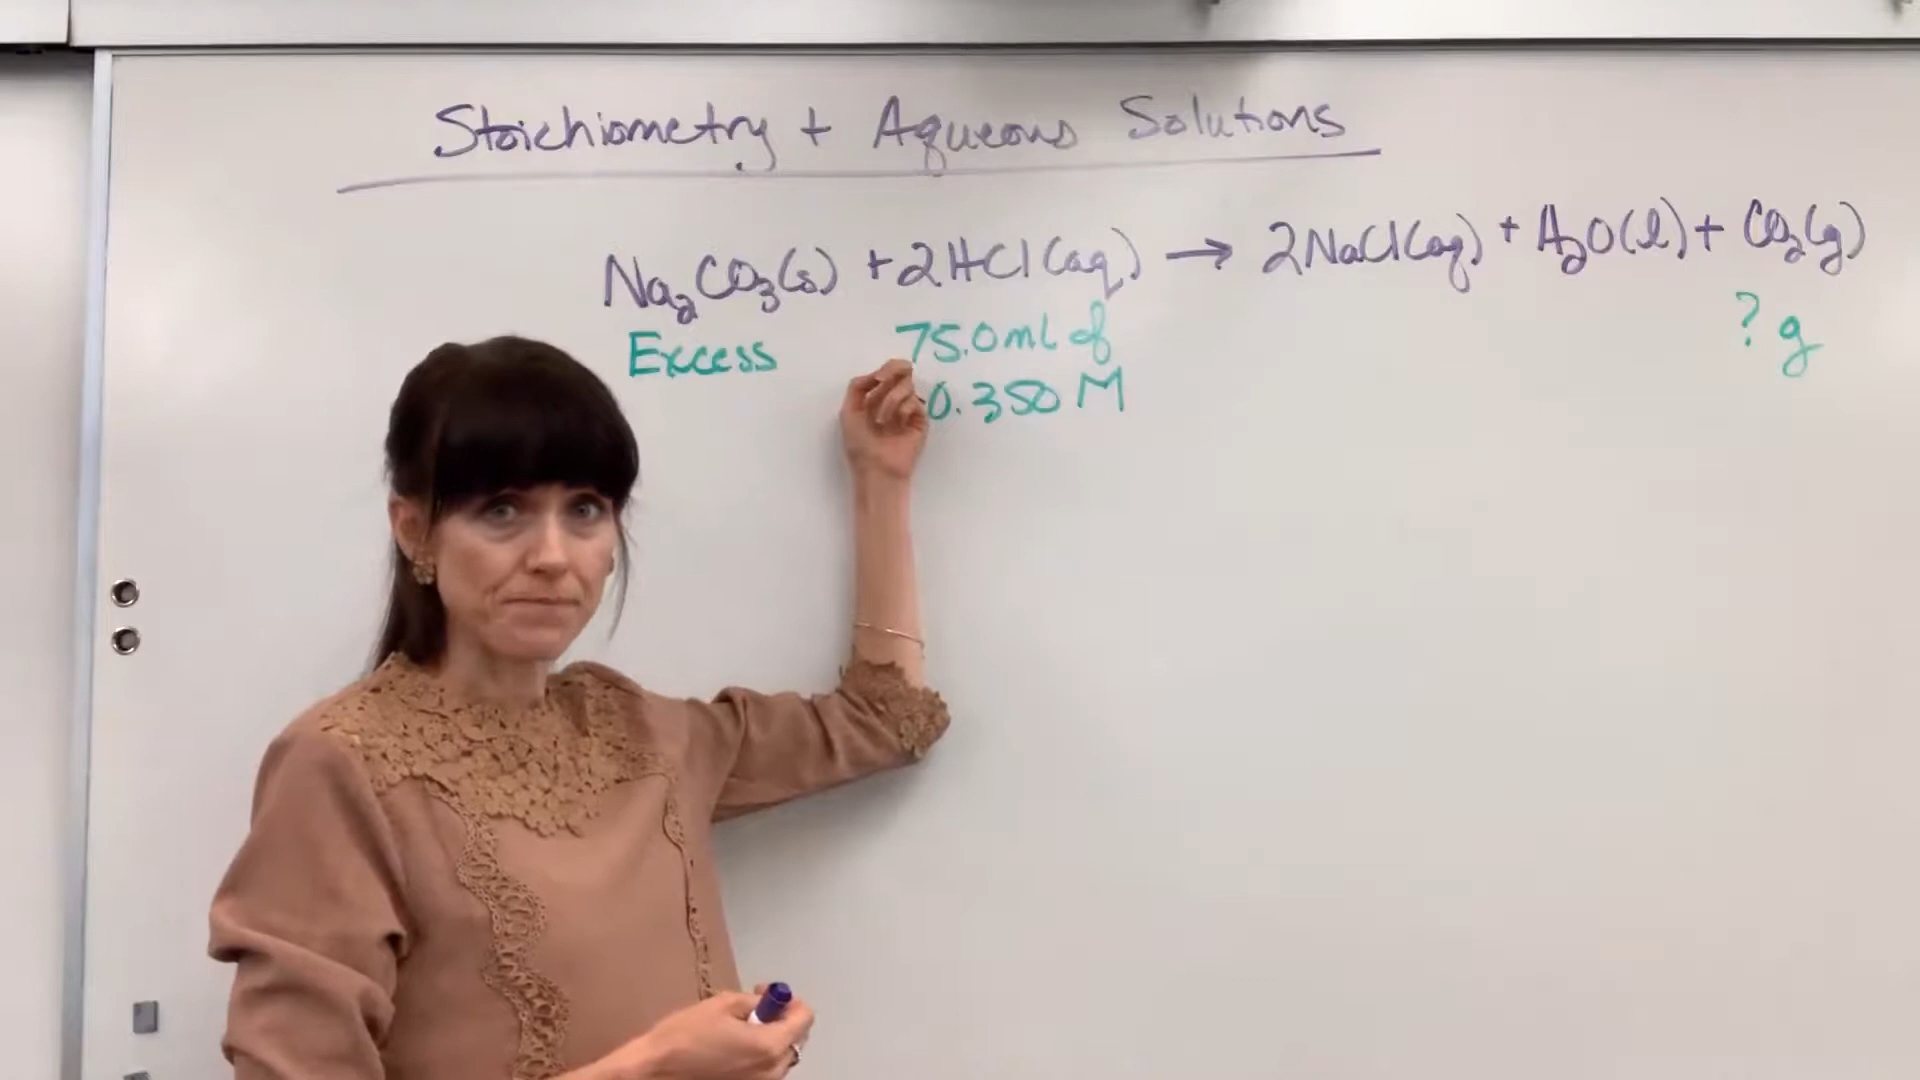 Stoichiometry + Aqueous Solutions
Na₂CO₃(s) + 2HCl(aq) → 2NaCl(aq) + H₂O(l) + CO₂(g)
Excess 75.0 mL of ? g
0.350 M